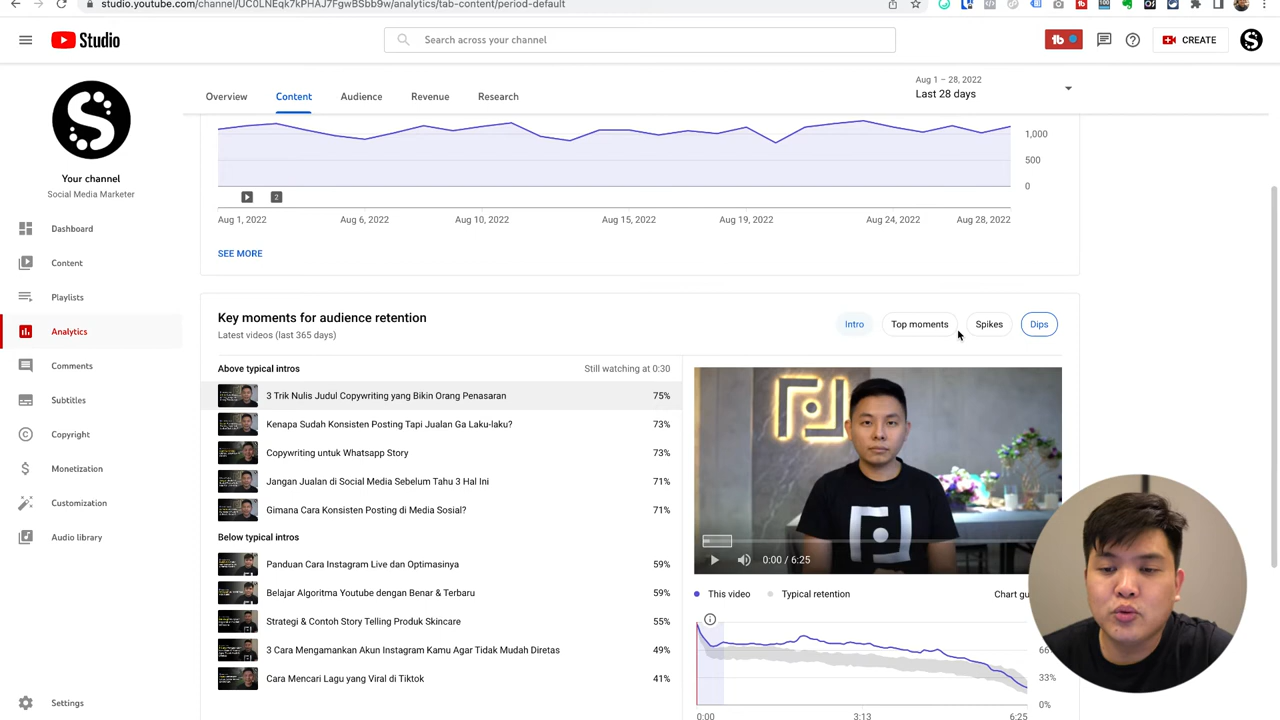 studio.youtube.com/channel/UC0LNEqk7kPHAJ7FgwBSbb9w/analytics/tab-content/period-default
Studio
Search across your channel
CREATE
Your channel
Social Media Marketer
Dashboard
Content
Playlists
Analytics
Comments
Subtitles
Copyright
Monetization
Customization
Audio library
Settings
Overview
Content
Audience
Revenue
Research
Aug 1 – 28, 2022
Last 28 days
1,000
500
0
2
Aug 1, 2022
Aug 6, 2022
Aug 10, 2022
Aug 15, 2022
Aug 19, 2022
Aug 24, 2022
Aug 28, 2022
SEE MORE
Key moments for audience retention
Latest videos (last 365 days)
Intro
Top moments
Spikes
Dips
Above typical intros
Still watching at 0:30
3 Trik Nulis Judul Copywriting yang Bikin Orang Penasaran
75%
Kenapa Sudah Konsisten Posting Tapi Jualan Ga Laku-laku?
73%
Copywriting untuk Whatsapp Story
73%
Jangan Jualan di Social Media Sebelum Tahu 3 Hal Ini
71%
Gimana Cara Konsisten Posting di Media Sosial?
71%
Below typical intros
Panduan Cara Instagram Live dan Optimasinya
59%
Belajar Algoritma Youtube dengan Benar & Terbaru
59%
Strategi & Contoh Story Telling Produk Skincare
55%
3 Cara Mengamankan Akun Instagram Kamu Agar Tidak Mudah Diretas
49%
Cara Mencari Lagu yang Viral di Tiktok
41%
0:00 / 6:25
This video
Typical retention
Chart gu
66
33%
0%
0:00
3:13
6:25